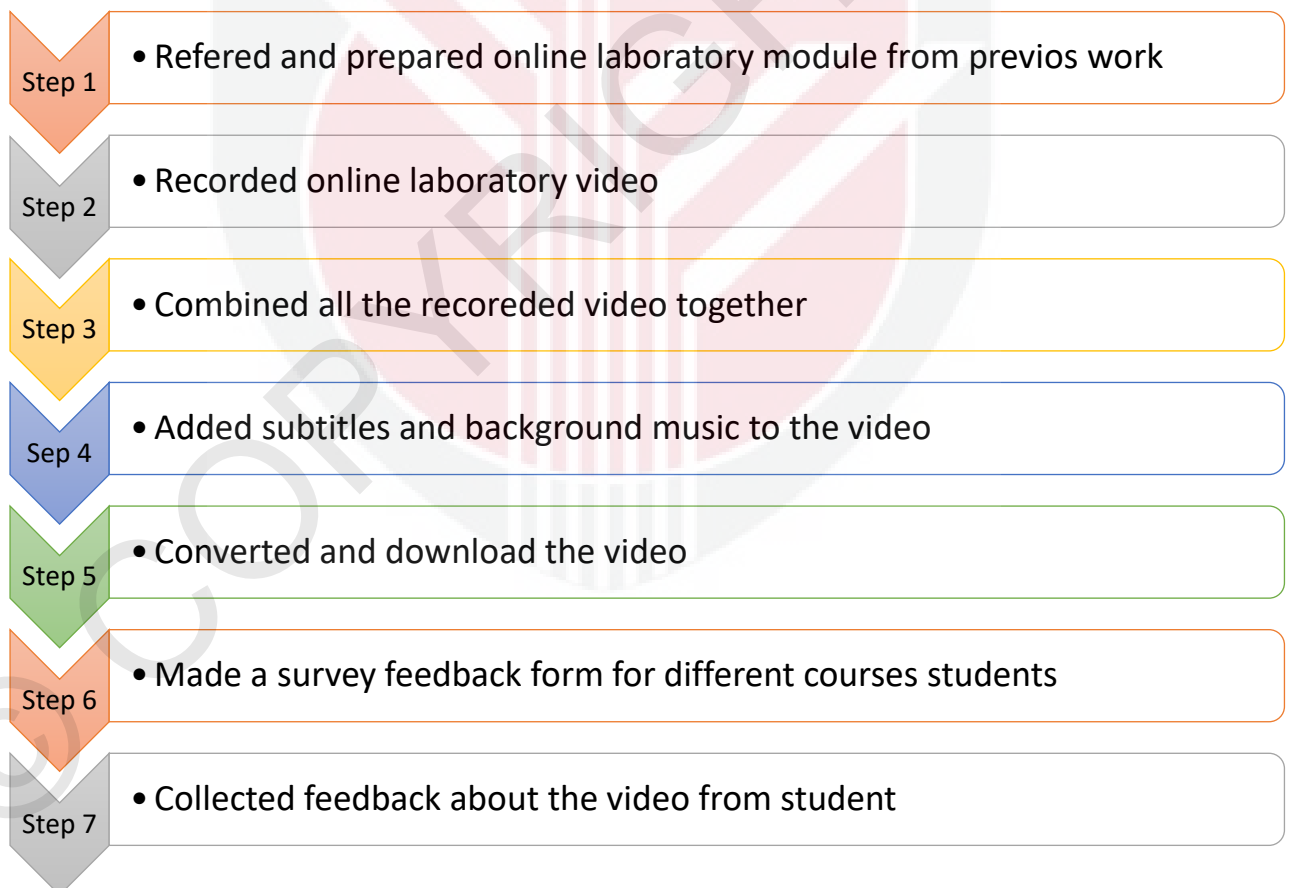 Step 1
• Refered and prepared online laboratory module from previos work
Step 2
• Recorded online laboratory video
Step 3
• Combined all the recoreded video together
Sep 4
• Added subtitles and background music to the video
Step 5
• Converted and download the video
Step 6
• Made a survey feedback form for different courses students
Step 7
• Collected feedback about the video from student
© COPYRIGH